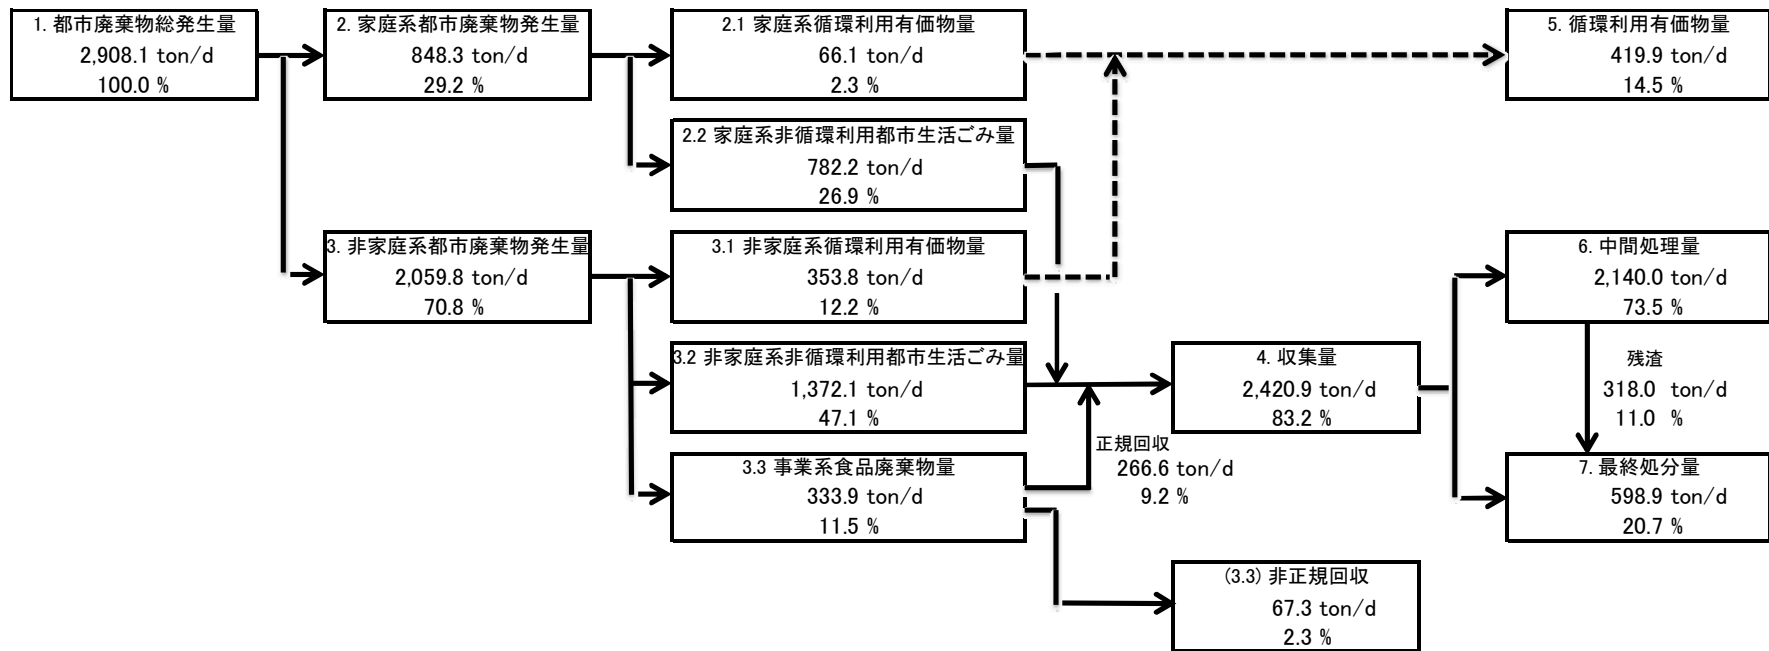 1. 都市廃棄物総発生量
2,908.1 ton/d
100.0 %
2. 家庭系都市廃棄物発生量
848.3 ton/d
29.2 %
2.1 家庭系循環利用有価物量
66.1 ton/d
2.3 %
5. 循環利用有価物量
419.9 ton/d
14.5 %
2.2 家庭系非循環利用都市生活ごみ量
782.2 ton/d
26.9 %
3. 非家庭系都市廃棄物発生量
2,059.8 ton/d
70.8 %
3.1 非家庭系循環利用有価物量
353.8 ton/d
12.2 %
6. 中間処理量
2,140.0 ton/d
73.5 %
3.2 非家庭系非循環利用都市生活ごみ量
1,372.1 ton/d
47.1 %
4. 収集量
2,420.9 ton/d
83.2 %
残渣
318.0 ton/d
11.0 %
正規回収
266.6 ton/d
9.2 %
3.3 事業系食品廃棄物量
333.9 ton/d
11.5 %
7. 最終処分量
598.9 ton/d
20.7 %
(3.3) 非正規回収
67.3 ton/d
2.3 %